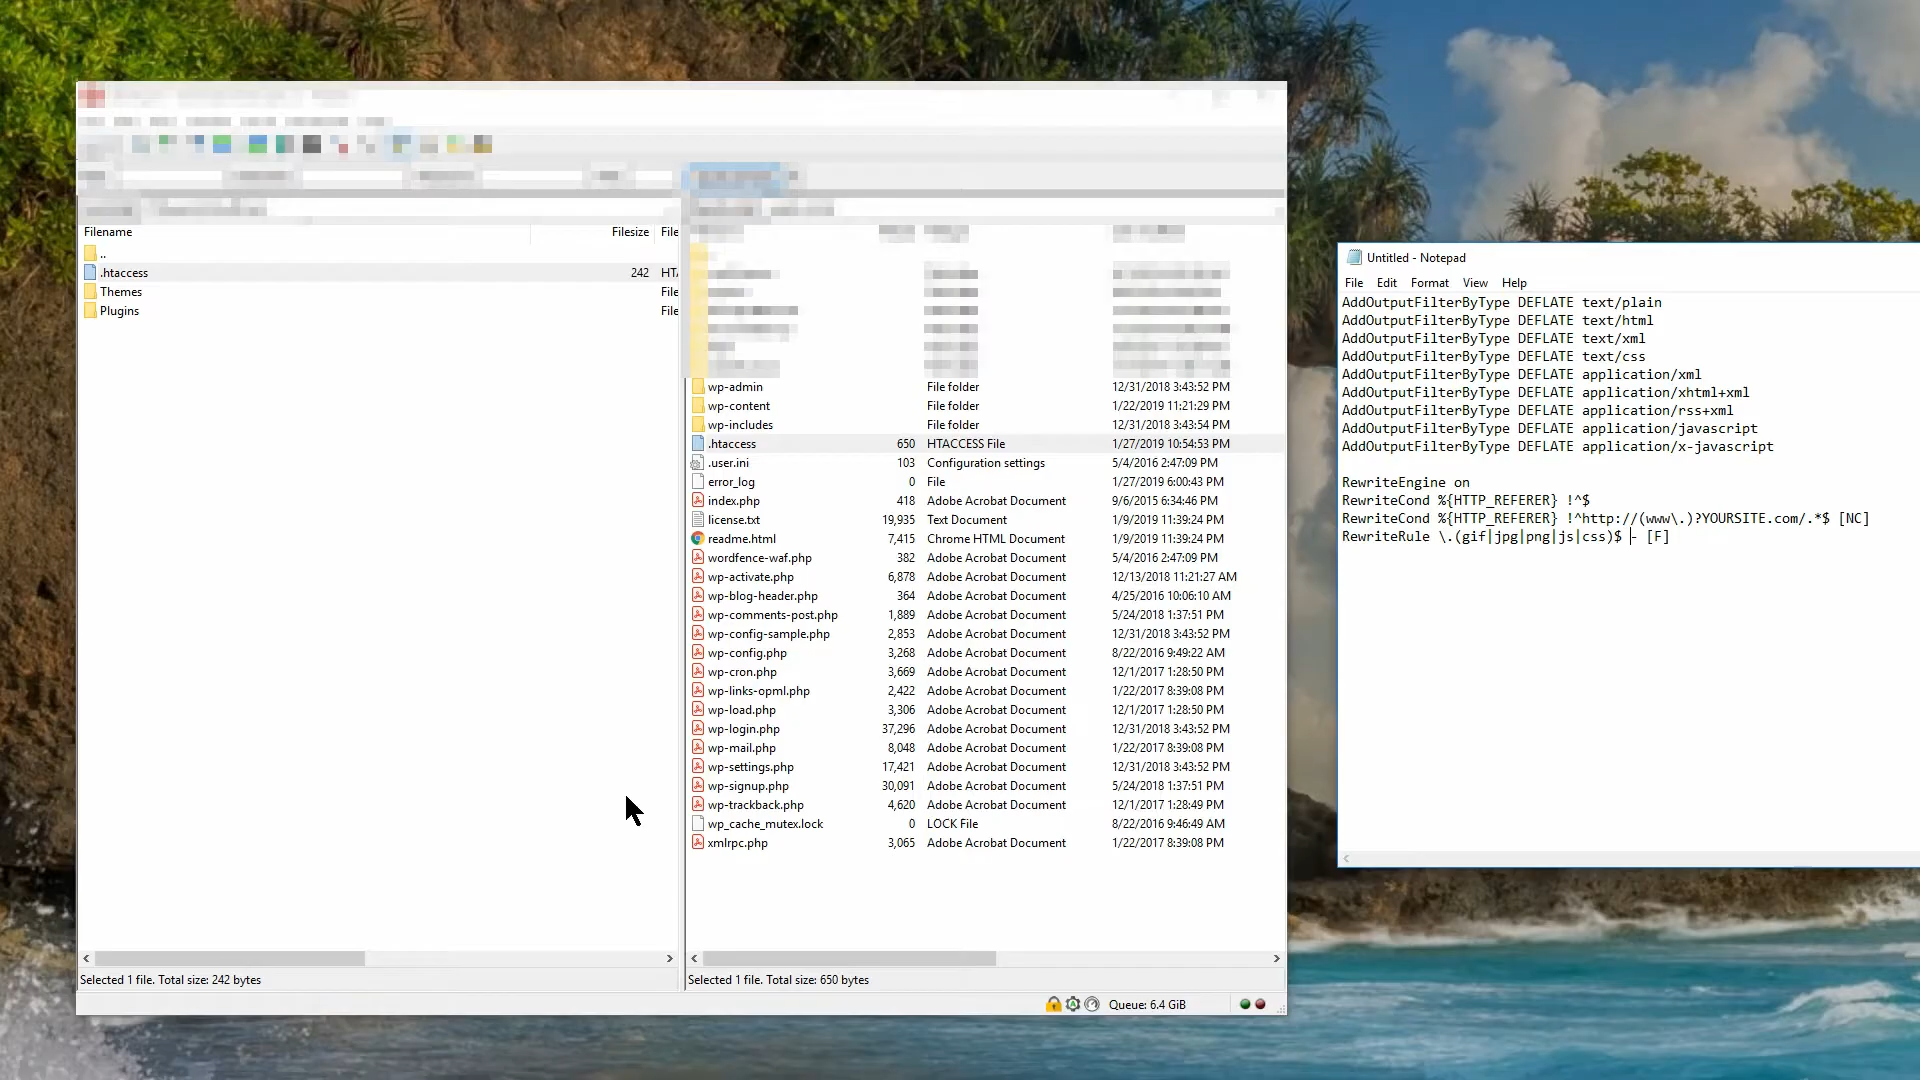 Filename Filesize File
..
.htaccess 242 HT
Themes File
Plugins File
Selected 1 file. Total size: 242 bytes
wp-admin File folder 12/31/2018 3:43:52 PM
wp-content File folder 1/22/2019 11:21:29 PM
wp-includes File folder 12/31/2018 3:43:54 PM
.htaccess 650 HTACCESS File 1/27/2019 10:54:53 PM
.user.ini 103 Configuration settings 5/4/2016 2:47:09 PM
error_log 0 File 1/27/2019 6:00:43 PM
index.php 418 Adobe Acrobat Document 9/6/2015 6:34:46 PM
license.txt 19,935 Text Document 1/9/2019 11:39:24 PM
readme.html 7,415 Chrome HTML Document 1/9/2019 11:39:24 PM
wordfence-waf.php 382 Adobe Acrobat Document 5/4/2016 2:47:09 PM
wp-activate.php 6,878 Adobe Acrobat Document 12/13/2018 11:21:27 AM
wp-blog-header.php 364 Adobe Acrobat Document 4/25/2016 10:06:10 AM
wp-comments-post.php 1,889 Adobe Acrobat Document 5/24/2018 1:37:51 PM
wp-config-sample.php 2,853 Adobe Acrobat Document 12/31/2018 3:43:52 PM
wp-config.php 3,268 Adobe Acrobat Document 8/22/2016 9:49:22 AM
wp-cron.php 3,669 Adobe Acrobat Document 12/1/2017 1:28:50 PM
wp-links-opml.php 2,422 Adobe Acrobat Document 1/22/2017 8:39:08 PM
wp-load.php 3,306 Adobe Acrobat Document 12/1/2017 1:28:50 PM
wp-login.php 37,296 Adobe Acrobat Document 12/31/2018 3:43:52 PM
wp-mail.php 8,048 Adobe Acrobat Document 1/22/2017 8:39:08 PM
wp-settings.php 17,421 Adobe Acrobat Document 12/31/2018 3:43:52 PM
wp-signup.php 30,091 Adobe Acrobat Document 5/24/2018 1:37:51 PM
wp-trackback.php 4,620 Adobe Acrobat Document 12/1/2017 1:28:49 PM
wp_cache_mutex.lock 0 LOCK File 8/22/2016 9:46:49 AM
xmlrpc.php 3,065 Adobe Acrobat Document 1/22/2017 8:39:08 PM
Selected 1 file. Total size: 650 bytes
Queue: 6.4 GiB
Untitled - Notepad
File Edit Format View Help
AddOutputFilterByType DEFLATE text/plain
AddOutputFilterByType DEFLATE text/html
AddOutputFilterByType DEFLATE text/xml
AddOutputFilterByType DEFLATE text/css
AddOutputFilterByType DEFLATE application/xml
AddOutputFilterByType DEFLATE application/xhtml+xml
AddOutputFilterByType DEFLATE application/rss+xml
AddOutputFilterByType DEFLATE application/javascript
AddOutputFilterByType DEFLATE application/x-javascript
RewriteEngine on
RewriteCond %{HTTP_REFERER} !^$
RewriteCond %{HTTP_REFERER} !^http://(www\.)?YOURSITE.com/.*$ [NC]
RewriteRule \.(gif|jpg|png|js|css)$ - [F]